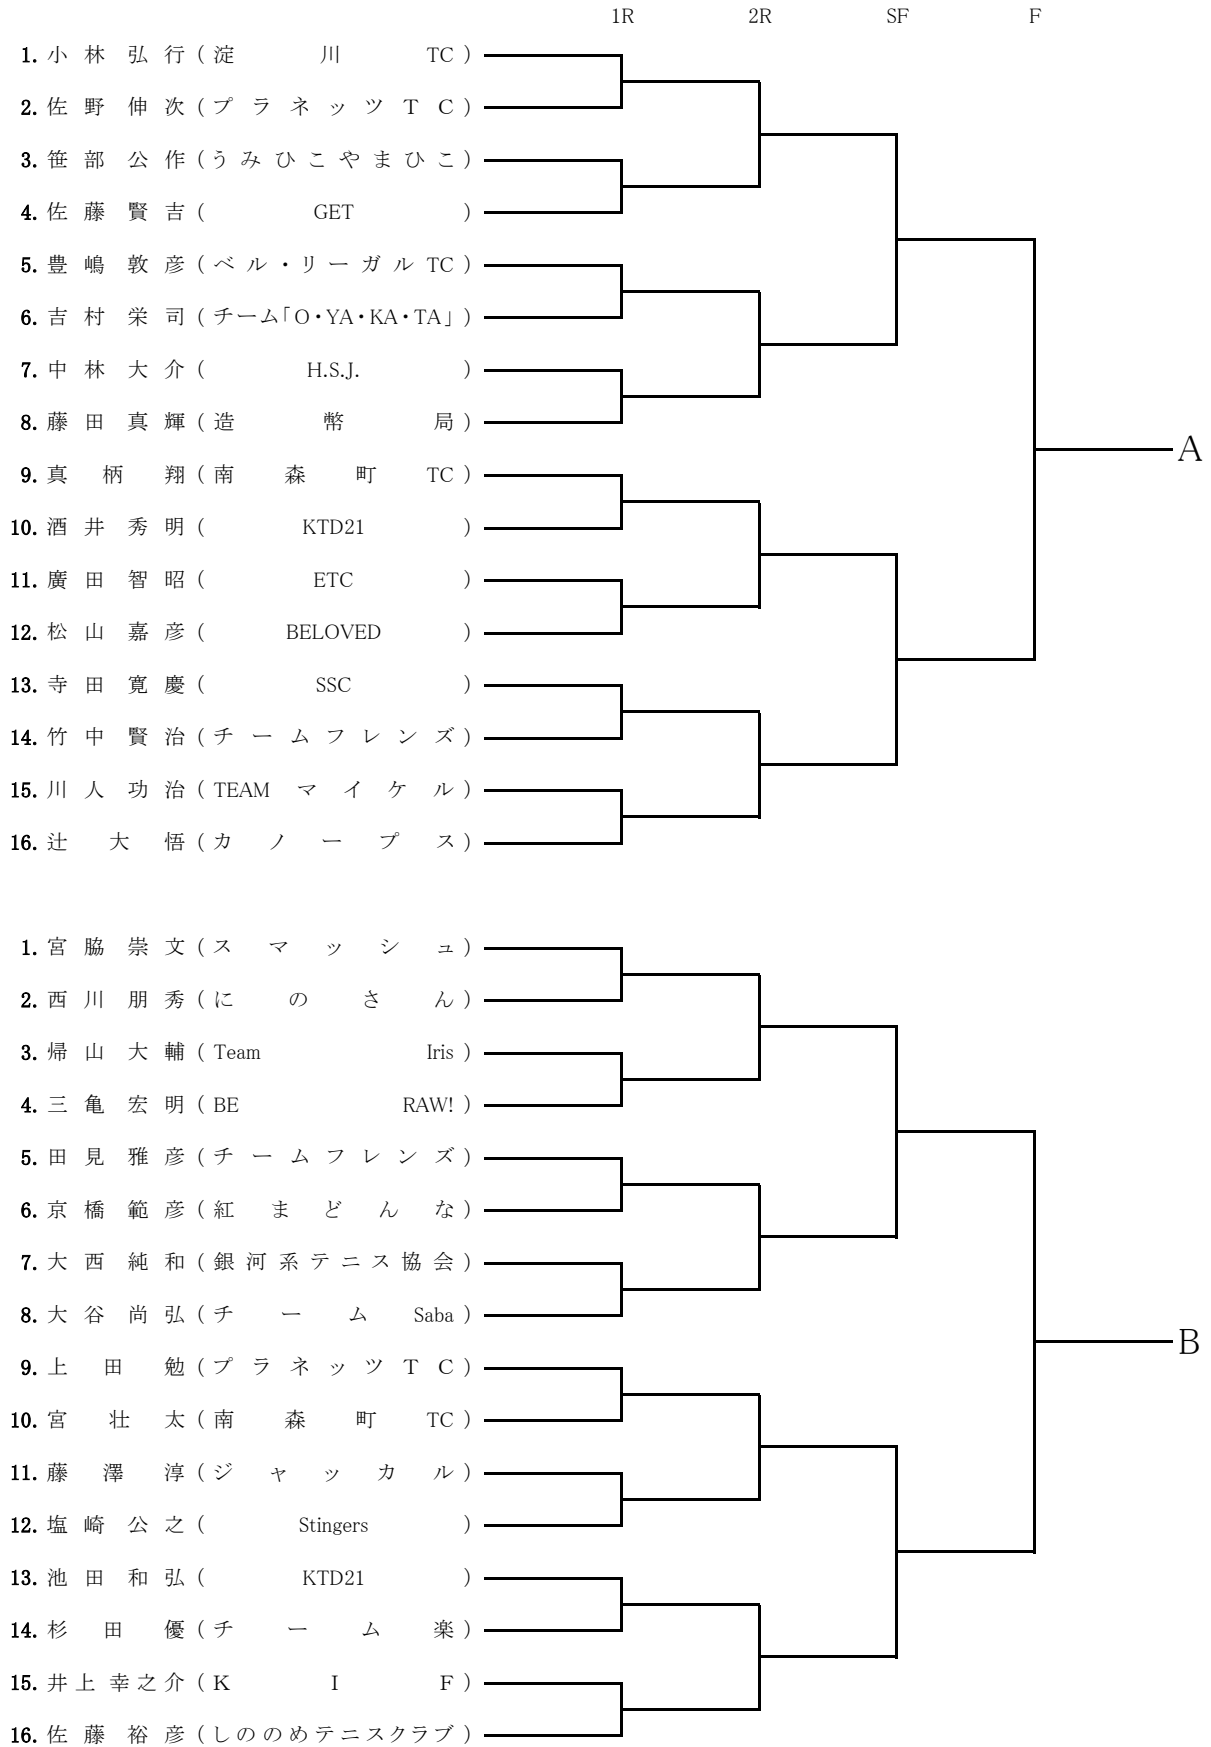 1R 2R SF F
1. 小林 弘行 ( 淀川 TC )
2. 佐野 伸次 ( プラネッツTC )
3. 笹部 公作 ( うみひこやまひこ )
4. 佐藤 賢吉 ( GET )
5. 豊嶋 敦彦 ( ベル・リーガル TC )
6. 吉村 栄司 ( チーム「O・YA・KA・TA」 )
7. 中林 大介 ( H.S.J. )
8. 藤田 真輝 ( 造幣局 )
A
9. 真柄 翔 ( 南森町 TC )
10. 酒井 秀明 ( KTD21 )
11. 廣田 智昭 ( ETC )
12. 松山 嘉彦 ( BELOVED )
13. 寺田 寛慶 ( SSC )
14. 竹中 賢治 ( チームフレンズ )
15. 川人 功治 ( TEAM マイケル )
16. 辻 大悟 ( カノープス )
1. 宮脇 崇文 ( スマッシュ )
2. 西川 朋秀 ( にのさん )
3. 帰山 大輔 ( Team Iris )
4. 三亀 宏明 ( BE RAW! )
5. 田見 雅彦 ( チームフレンズ )
6. 京橋 範彦 ( 紅まどんな )
7. 大西 純和 ( 銀河系テニス協会 )
8. 大谷 尚弘 ( チーム Saba )
B
9. 上田 勉 ( プラネッツTC )
10. 宮 壮太 ( 南森町 TC )
11. 藤澤 淳 ( ジャッカル )
12. 塩崎 公之 ( Stingers )
13. 池田 和弘 ( KTD21 )
14. 杉田 優 ( チーム楽 )
15. 井上 幸之介 ( KIF )
16. 佐藤 裕彦 ( しののめテニスクラブ )